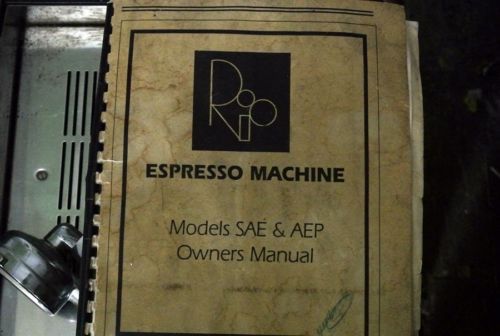 Rio
ESPRESSO MACHINE
Models SAE & AEP
Owners Manual